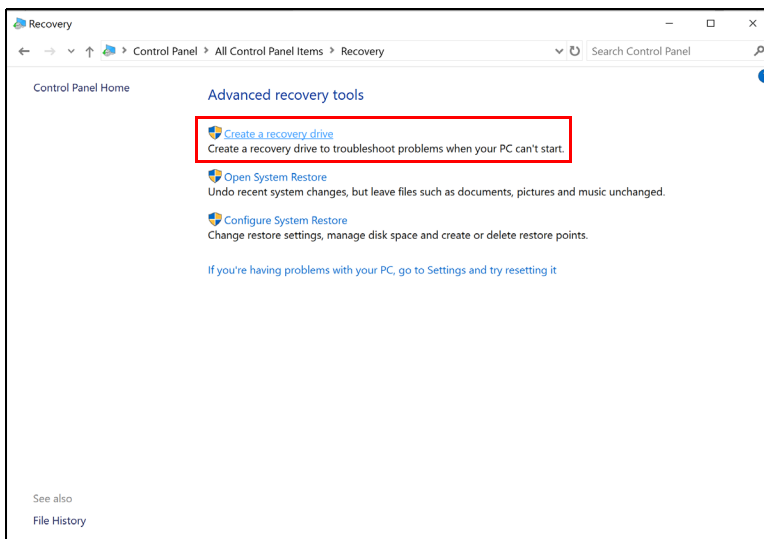 Recovery
Control Panel > All Control Panel Items > Recovery
Search Control Panel
Control Panel Home
Advanced recovery tools
Create a recovery drive
Create a recovery drive to troubleshoot problems when your PC can't start.
Open System Restore
Undo recent system changes, but leave files such as documents, pictures and music unchanged.
Configure System Restore
Change restore settings, manage disk space and create or delete restore points.
If you're having problems with your PC, go to Settings and try resetting it
See also
File History